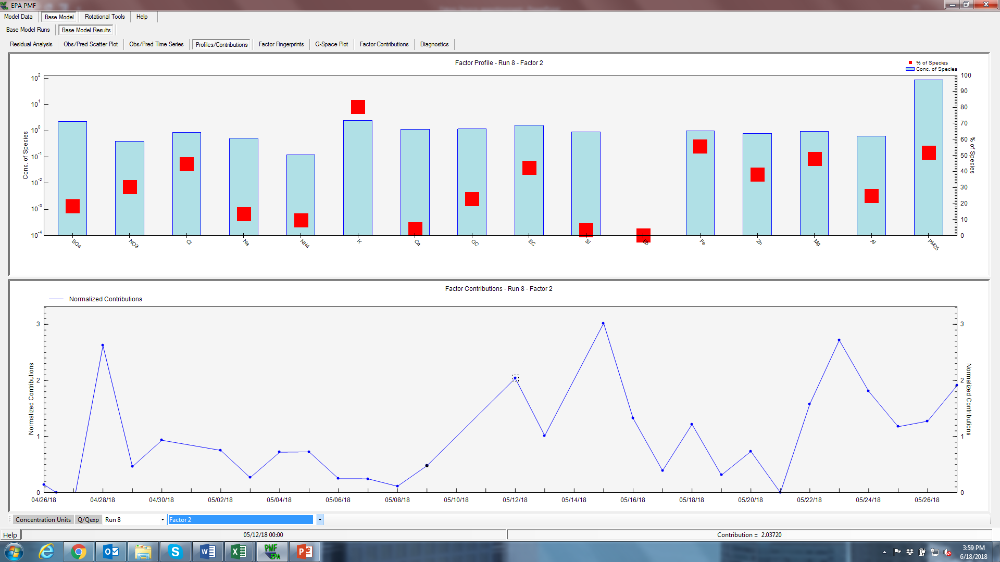 EPA PMF
Model Data Base Model Rotational Tools Help
Base Model Runs Base Model Results
Residual Analysis Obs/Pred Scatter Plot Obs/Pred Time Series Profiles/Contributions Factor Fingerprints G-Space Plot Factor Contributions Diagnostics
Factor Profile - Run 8 - Factor 2
% of Species
Conc. of Species
10^2 100
90
10^1 80
70
10^0 60
10^-1 50
40
10^-2 30
10^-3 20
10
10^-4 0
Conc. of Species
% of Species
SO4 NO3 Cl Na NH4 K Ca OC EC Si Fe Zn Mg Al PM25
Factor Contributions - Run 8 - Factor 2
Normalized Contributions
3 3
2 2
1 1
0 0
Normalized Contributions
Normalized Contributions
04/26/18 04/28/18 04/30/18 05/02/18 05/04/18 05/06/18 05/08/18 05/10/18 05/12/18 05/14/18 05/16/18 05/18/18 05/20/18 05/22/18 05/24/18 05/26/18
Concentration Units Q/Qexp Run 8 Factor 2
Help 05/12/18 00:00 Contribution = 2.03720
PMF
EPA
3:59 PM
6/18/2018